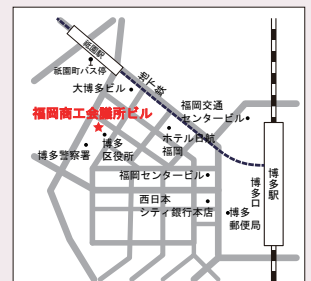 祇園駅
祇園町バス停
地下鉄
大博多ビル
福岡交通
センタービル
福岡商工会議所ビル
博多
区役所
ホテル日航
福岡
博多警察署
福岡センタービル
博多駅
博多口
西日本
シティ銀行本店
博多
郵便局